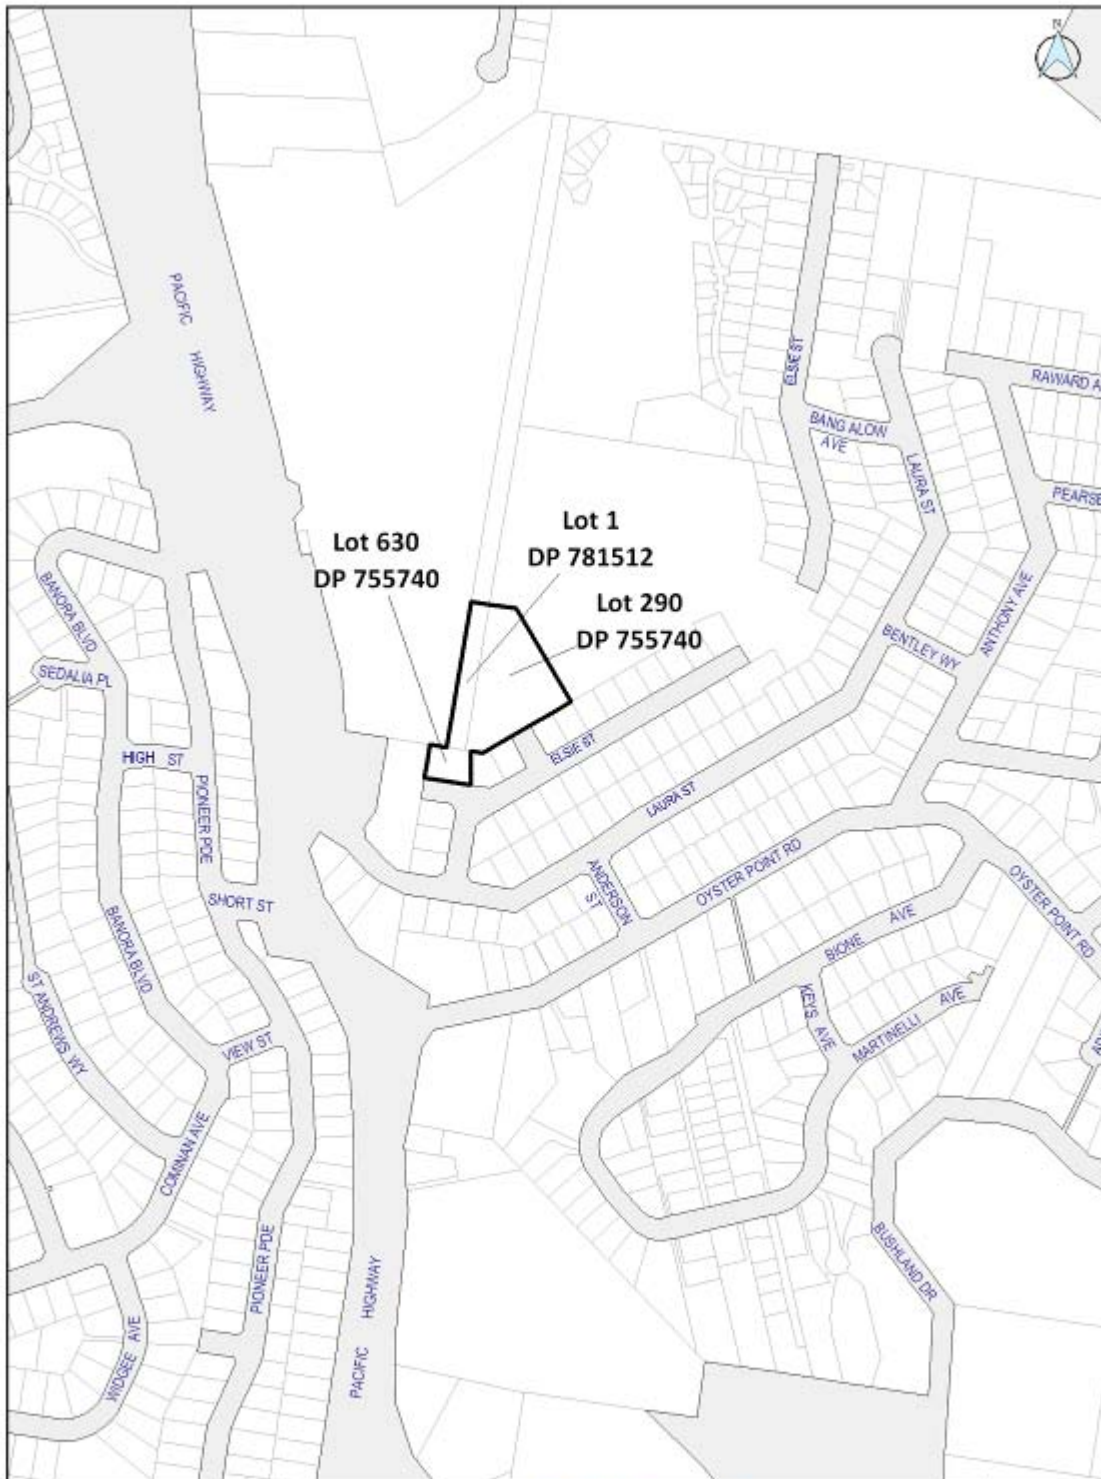 N
PACIFIC
HIGHWAY
ELSIE ST
RAWARD A
BANG ALOW
AVE
LAURA ST
PEARSE
Lot 1
DP 781512
Lot 630
DP 755740
Lot 290
DP 755740
BANORA BLVD
SEDALIA PL
ANTHONY AVE
BENTLEY WY
HIGH ST
ELSIE ST
PIONEER PDE
LAURA ST
ANDERSON
ST
OYSTER POINT RD
SHORT ST
OYSTER POINT RD
BIONE AVE
BANORA BLVD
ST ANDREWS WY
KEYS AVE
MARTINELLI AVE
VIEW ST
COMINAN AVE
BUSHLAND DR
PIONEER PDE
PACIFIC HIGHWAY
WIDGEE AVE